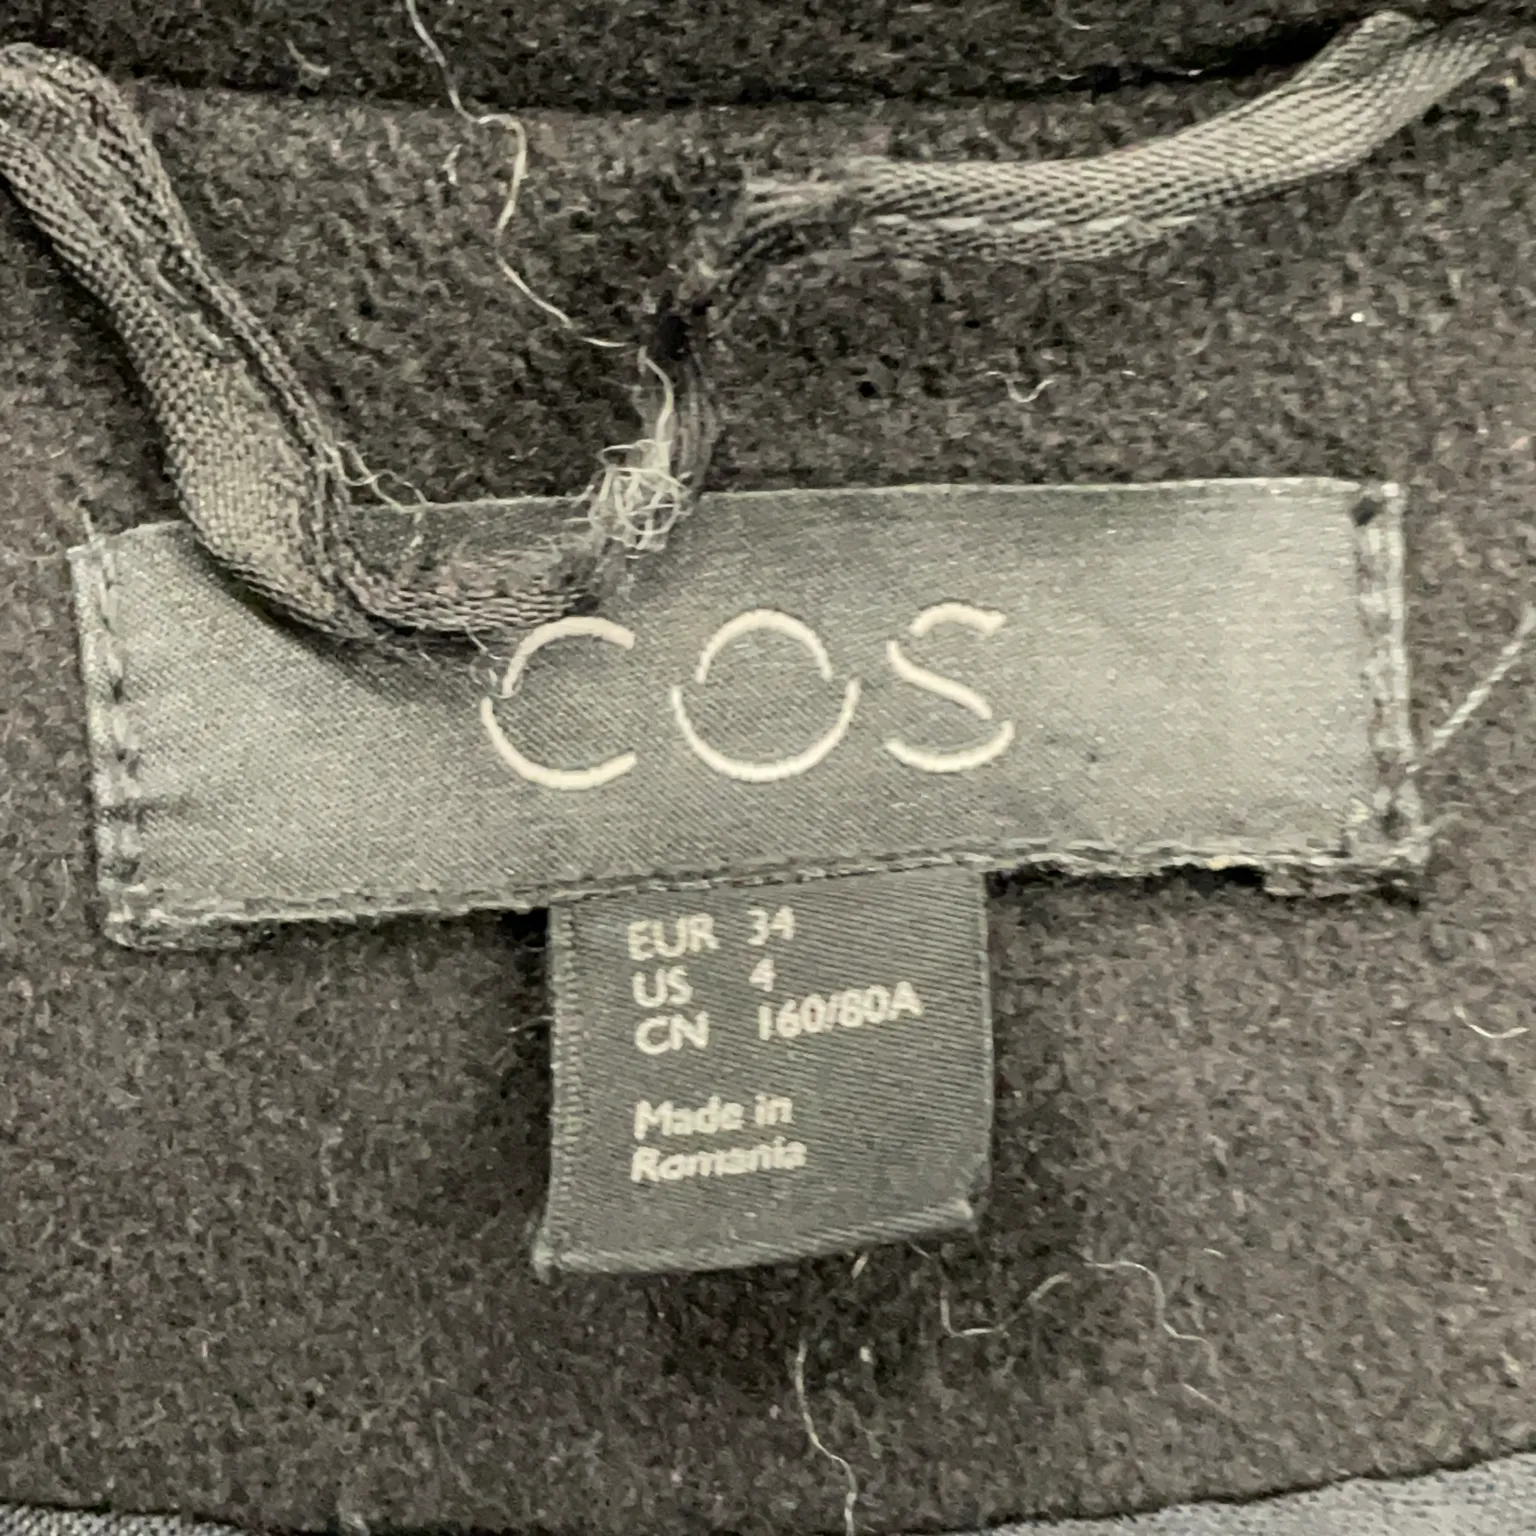 COS
EUR 34
US 4
CN 160/80A
Made in
Romania